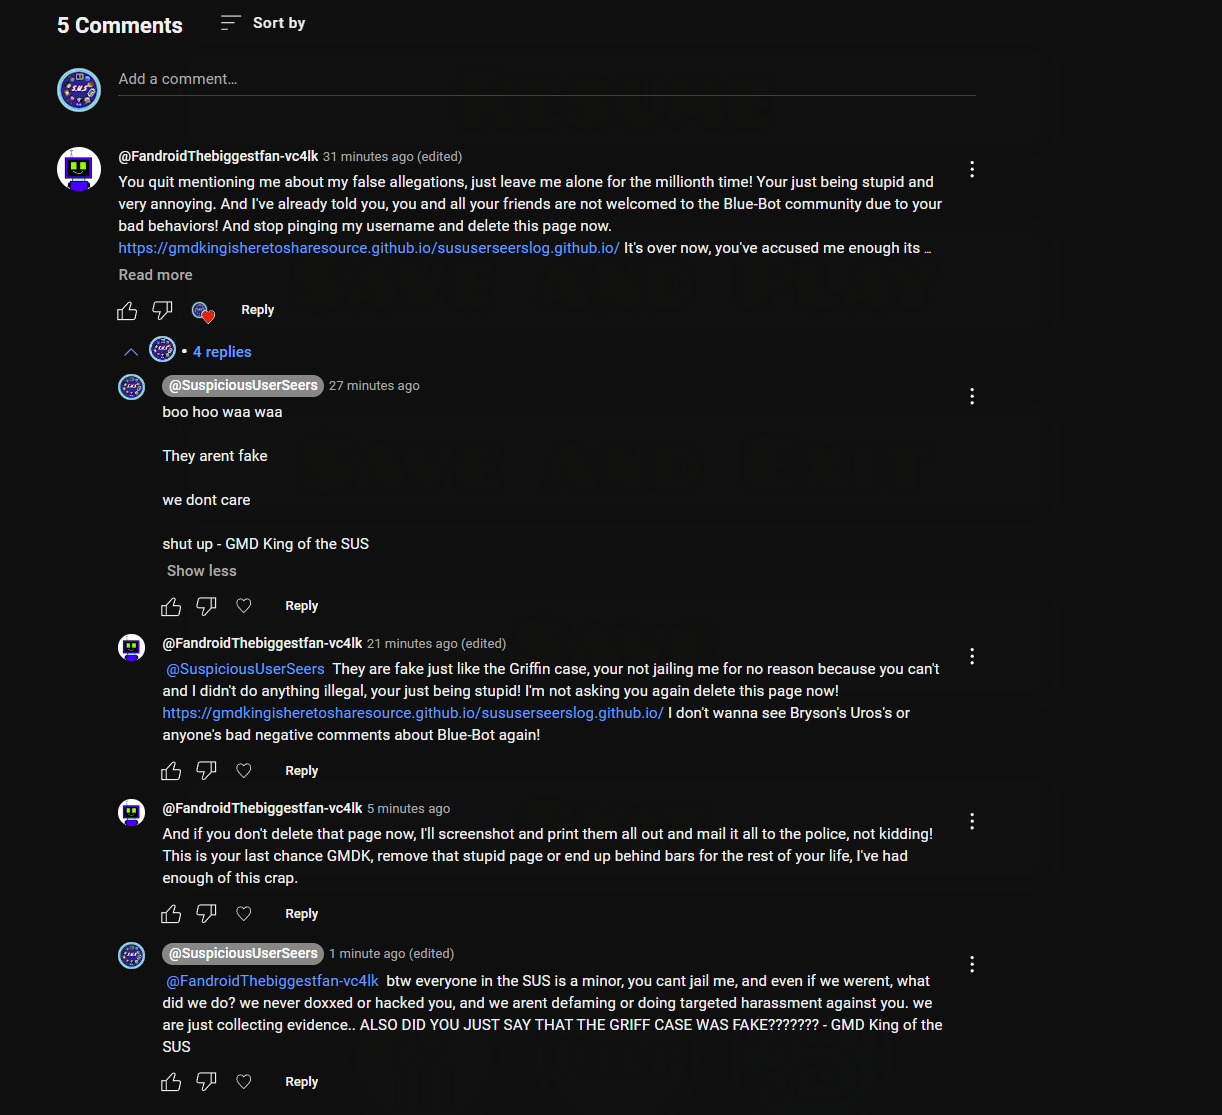 5 Comments
Sort by
Add a comment...
@FandroidThebiggestfan-vc4lk 31 minutes ago (edited)
You quit mentioning me about my false allegations, just leave me alone for the millionth time! Your just being stupid and
very annoying. And I've already told you, you and all your friends are not welcomed to the Blue-Bot community due to your
bad behaviors! And stop pinging my username and delete this page now.
https://gmdkingisheretosharesource.github.io/sususerseerslog.github.io/ It's over now, you've accused me enough its ...
Read more
Reply
• 4 replies
@SuspiciousUserSeers 27 minutes ago
boo hoo waa waa
They arent fake
we dont care
shut up - GMD King of the SUS
Show less
Reply
@FandroidThebiggestfan-vc4lk 21 minutes ago (edited)
@SuspiciousUserSeers They are fake just like the Griffin case, your not jailing me for no reason because you can't
and I didn't do anything illegal, your just being stupid! I'm not asking you again delete this page now!
https://gmdkingisheretosharesource.github.io/sususerseerslog.github.io/ I don't wanna see Bryson's Uros's or
anyone's bad negative comments about Blue-Bot again!
Reply
@FandroidThebiggestfan-vc4lk 5 minutes ago
And if you don't delete that page now, I'll screenshot and print them all out and mail it all to the police, not kidding!
This is your last chance GMDK, remove that stupid page or end up behind bars for the rest of your life, I've had
enough of this crap.
Reply
@SuspiciousUserSeers 1 minute ago (edited)
@FandroidThebiggestfan-vc4lk btw everyone in the SUS is a minor, you cant jail me, and even if we werent, what
did we do? we never doxxed or hacked you, and we arent defaming or doing targeted harassment against you. we
are just collecting evidence.. ALSO DID YOU JUST SAY THAT THE GRIFF CASE WAS FAKE??????? - GMD King of the
SUS
Reply